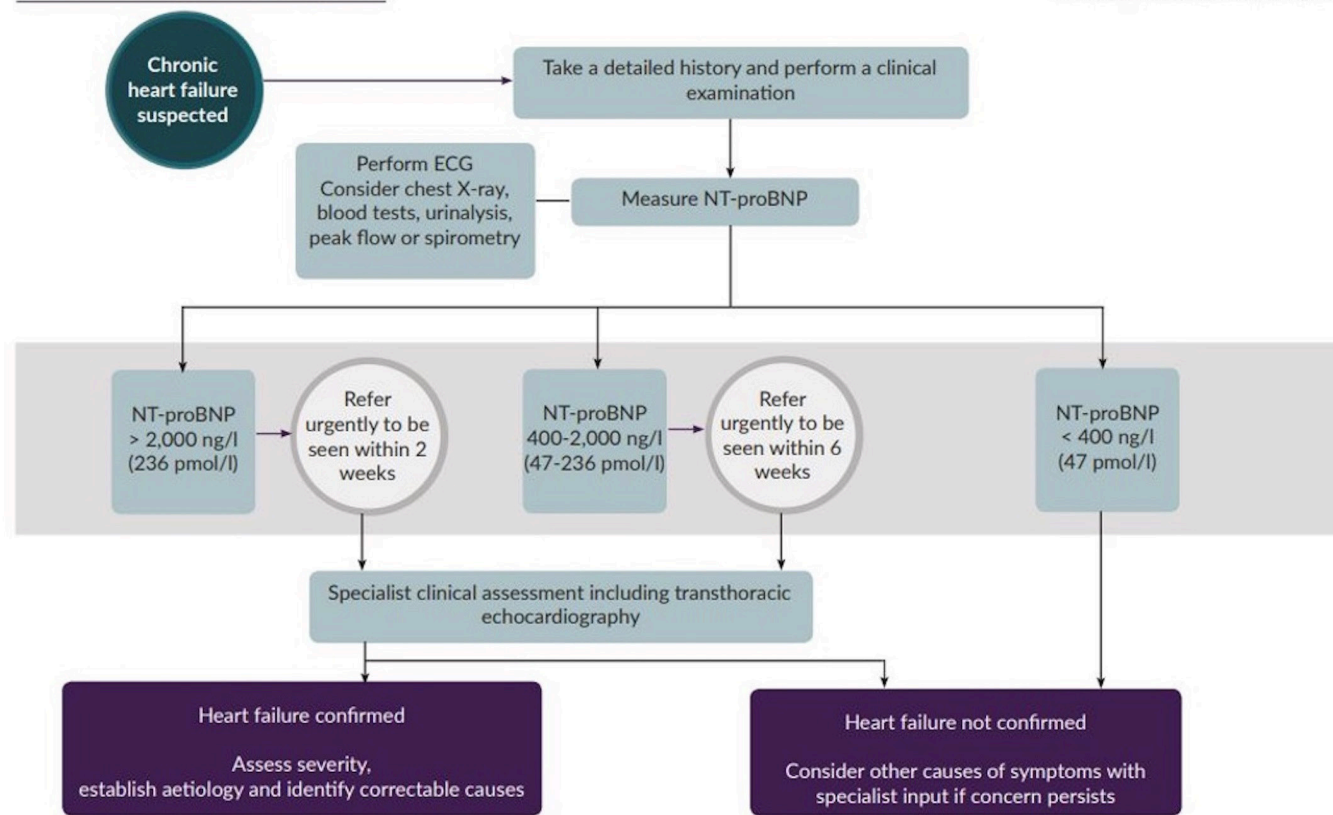 Chronic
heart failure
suspected
Take a detailed history and perform a clinical
examination
Perform ECG
Consider chest X-ray,
blood tests, urinalysis,
peak flow or spirometry
Measure NT-proBNP
NT-proBNP
> 2,000 ng/l
(236 pmol/l)
Refer
urgently to be
seen within 2
weeks
NT-proBNP
400-2,000 ng/l
(47-236 pmol/l)
Refer
urgently to be
seen within 6
weeks
NT-proBNP
< 400 ng/l
(47 pmol/l)
Specialist clinical assessment including transthoracic
echocardiography
Heart failure confirmed
Assess severity,
establish aetiology and identify correctable causes
Heart failure not confirmed
Consider other causes of symptoms with
specialist input if concern persists